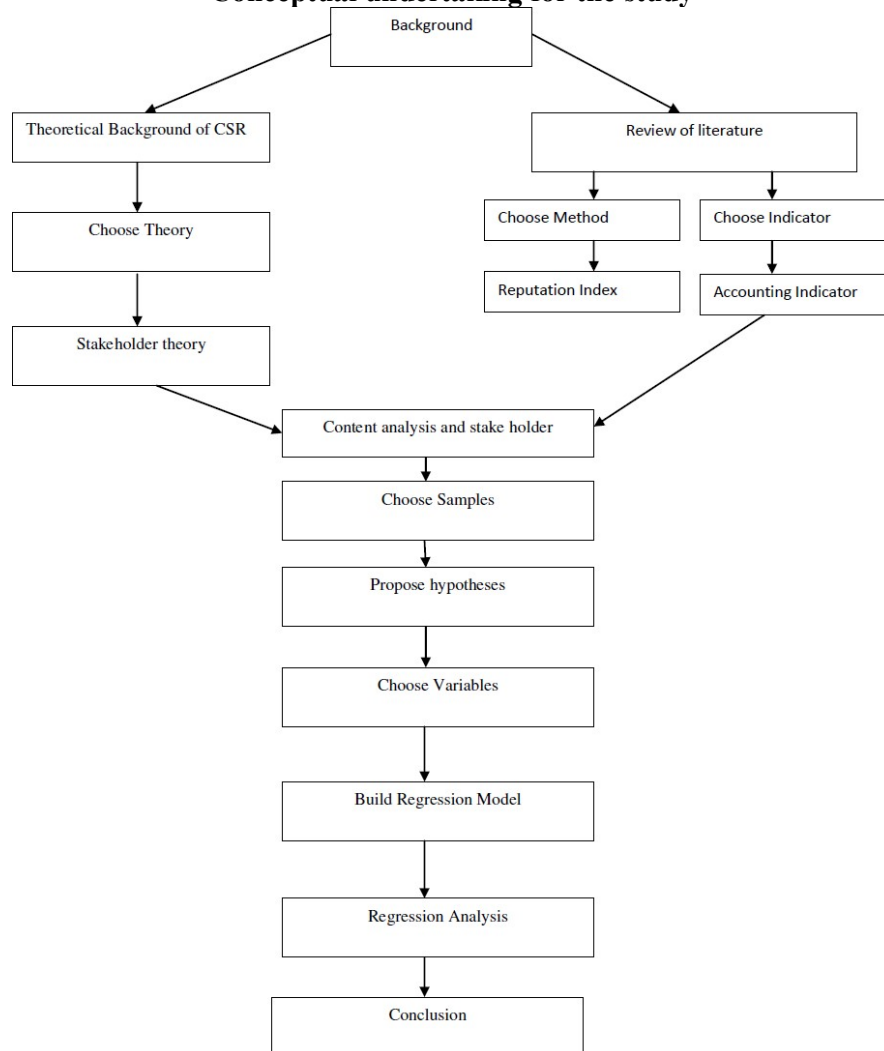 Conceptual undertaking for the study
Background
Theoretical Background of CSR
Review of literature
Choose Theory
Choose Method
Choose Indicator
Reputation Index
Accounting Indicator
Stakeholder theory
Content analysis and stake holder
Choose Samples
Propose hypotheses
Choose Variables
Build Regression Model
Regression Analysis
Conclusion